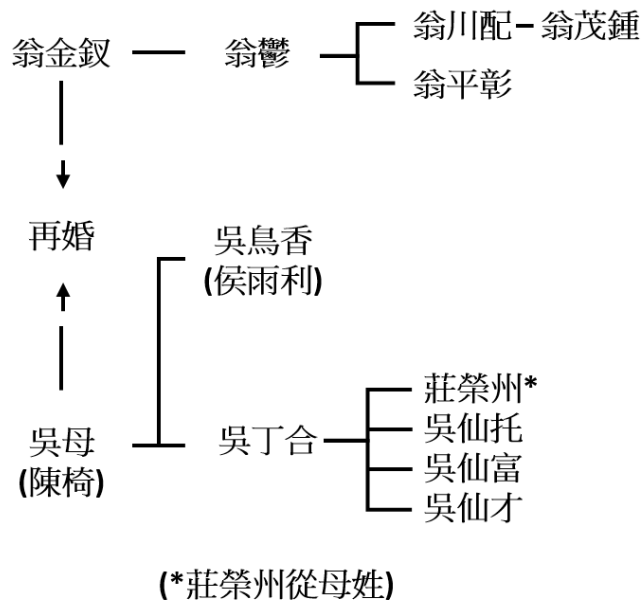 翁金釵
翁鬱
翁川配-翁茂鍾
翁平彰
再婚
吳鳥香
(侯雨利)
吳母
(陳椅)
吳丁合
莊榮州*
吳仙托
吳仙富
吳仙才
(*莊榮州從母姓)